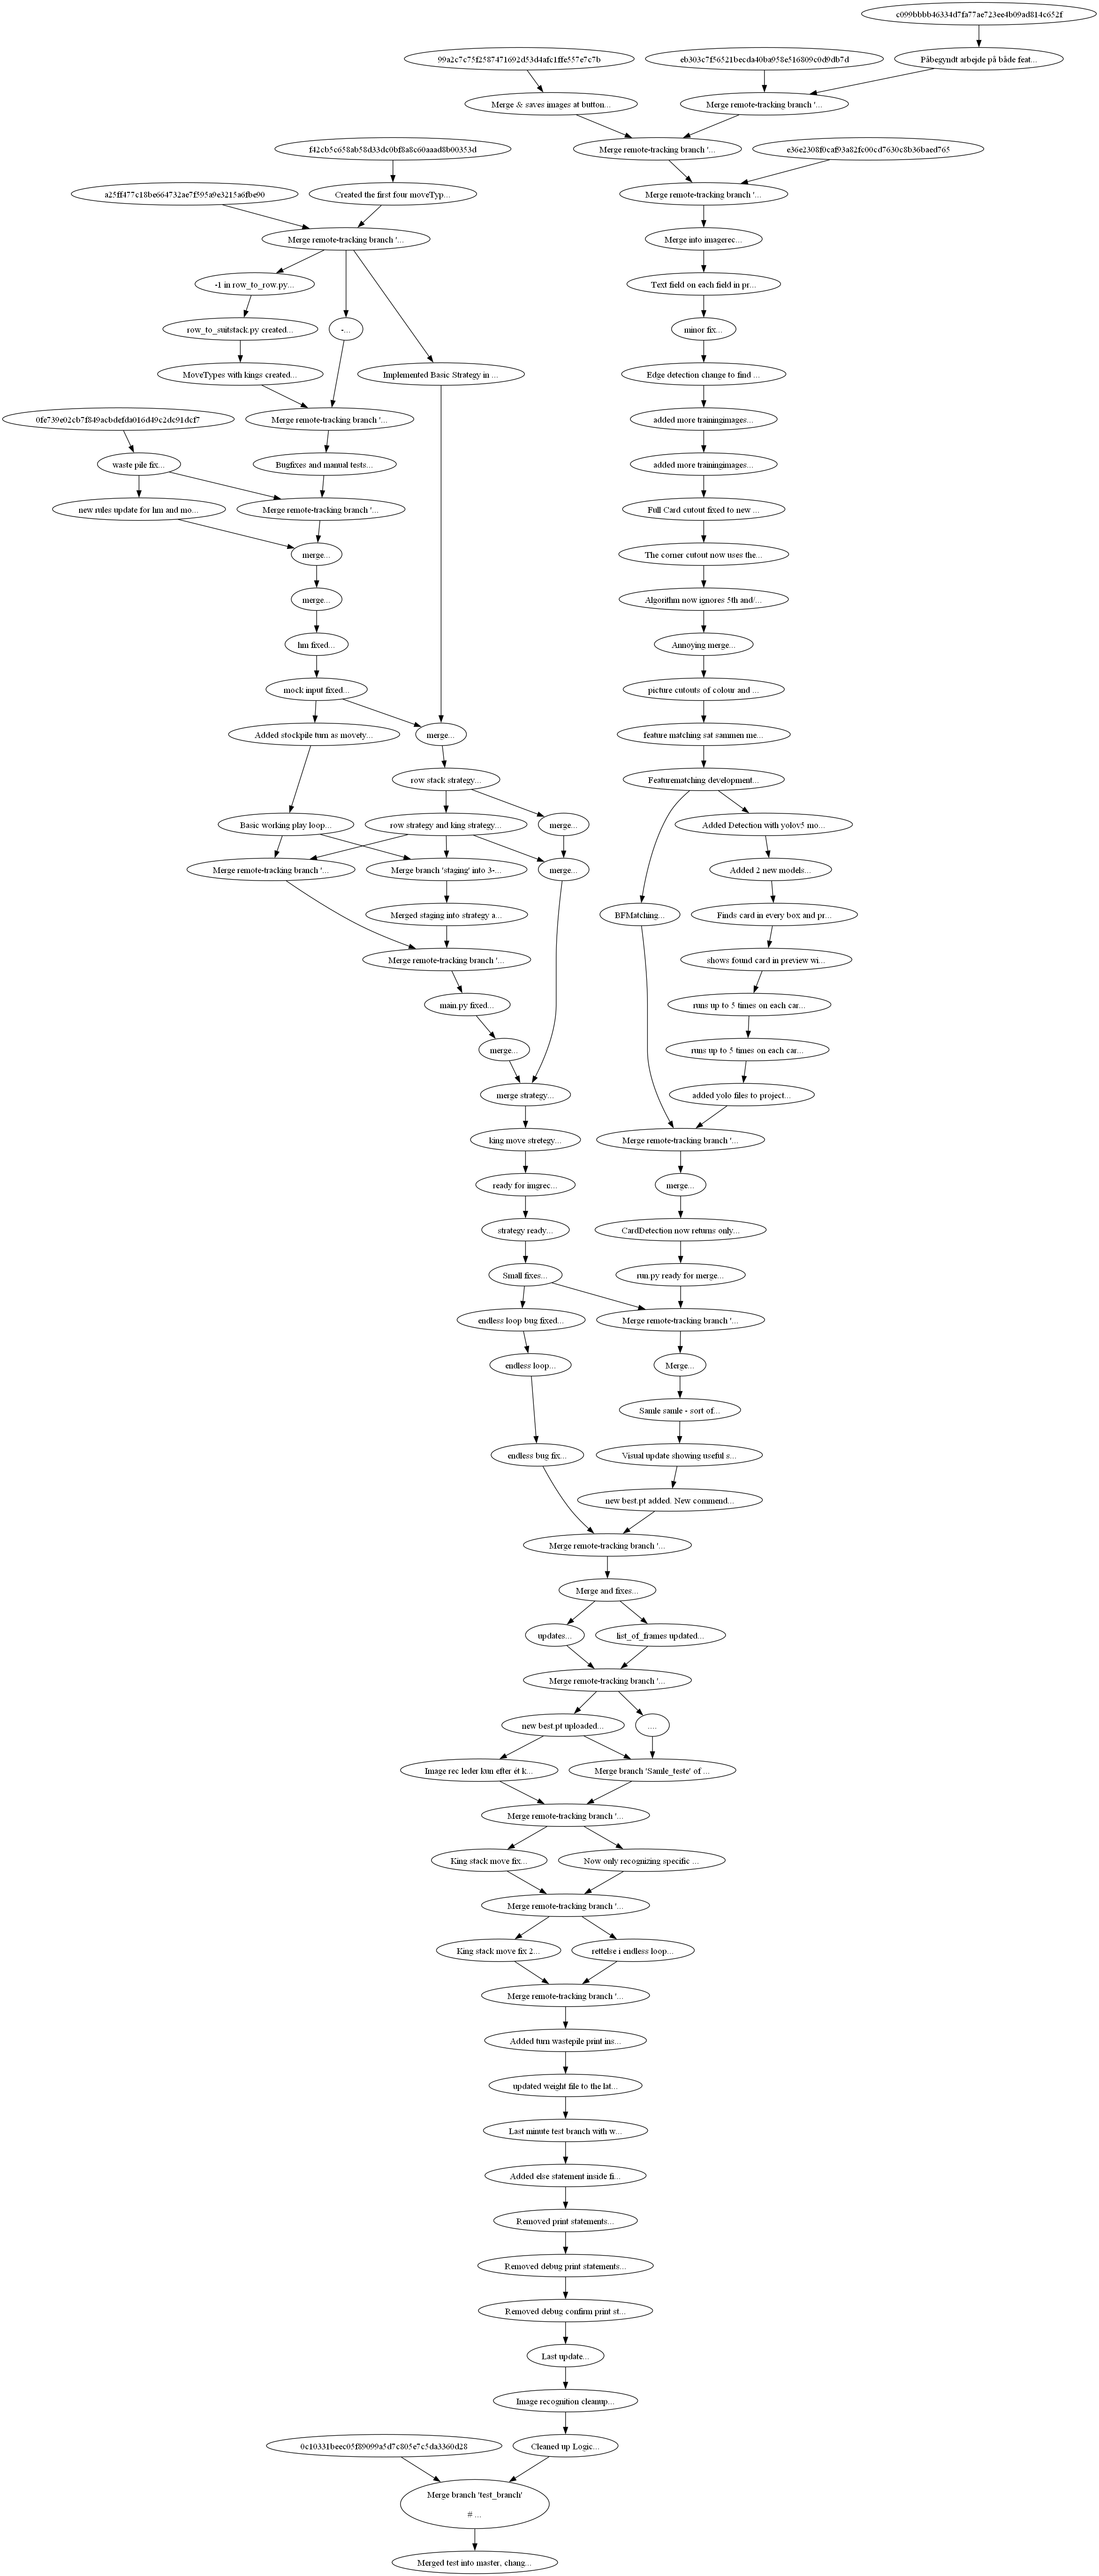 c099bbbb46334d7fa77ae723ee4b09ad814c652f
99a2c7c75f2587471692d53d4afc1ffe557e7c7b
eb303c7f56521becda40ba958e516809c0d9db7d
Påbegyndt arbejde på både feat...
Merge & saves images at button...
Merge remote-tracking branch '...
f42cb5c658ab58d33dc0bf8a8c60aaad8b00353d
Merge remote-tracking branch '...
e36e2308f0caf93a82fc00cd7630c8b36baed765
a25ff477c18be664732ae7f595a9e3215a6fbe90
Created the first four moveTyp...
Merge remote-tracking branch '...
Merge remote-tracking branch '...
Merge into imagerec...
-1 in row_to_row.py...
Text field on each field in pr...
row_to_suitstack.py created...
-...
minor fix...
MoveTypes with kings created...
Implemented Basic Strategy in ...
Edge detection change to find ...
0fe739e02cb7f849acbdefda016d49c2dc91dcf7
Merge remote-tracking branch '...
added more trainingimages...
waste pile fix...
Bugfixes and manual tests...
added more trainingimages...
new rules update for hm and mo...
Merge remote-tracking branch '...
Full Card cutout fixed to new ...
merge...
The corner cutout now uses the...
merge...
Algorithm now ignores 5th and/...
hm fixed...
Annoying merge...
mock input fixed...
picture cutouts of colour and ...
Added stockpile turn as movety...
merge...
feature matching sat sammen me...
row stack strategy...
Featurematching development...
Basic working play loop...
row strategy and king strategy...
merge...
Added Detection with yolov5 mo...
Merge remote-tracking branch '...
Merge branch 'staging' into 3-...
merge...
Added 2 new models...
Merged staging into strategy a...
BFMatching...
Finds card in every box and pr...
Merge remote-tracking branch '...
shows found card in preview wi...
main.py fixed...
runs up to 5 times on each car...
merge...
runs up to 5 times on each car...
merge strategy...
added yolo files to project...
king move stretegy...
Merge remote-tracking branch '...
ready for imgrec...
merge...
strategy ready...
CardDetection now returns only...
Small fixes...
run.py ready for merge...
endless loop bug fixed...
Merge remote-tracking branch '...
endless loop...
Merge...
Samle samle - sort of...
endless bug fix...
Visual update showing useful s...
new best.pt added. New commend...
Merge remote-tracking branch '...
Merge and fixes...
updates...
list_of_frames updated...
Merge remote-tracking branch '...
new best.pt uploaded...
....
Image rec leder kun efter ét k...
Merge branch 'Samle_teste' of ...
Merge remote-tracking branch '...
King stack move fix...
Now only recognizing specific ...
Merge remote-tracking branch '...
King stack move fix 2...
rettelse i endless loop...
Merge remote-tracking branch '...
Added turn wastepile print ins...
updated weight file to the lat...
Last minute test branch with w...
Added else statement inside fi...
Removed print statements...
Removed debug print statements...
Removed debug confirm print st...
Last update...
Image recognition cleanup...
0c10331beec05f89099a5d7c805e7c5da3360d28
Cleaned up Logic...
Merge branch 'test_branch'
# ...
Merged test into master, chang...